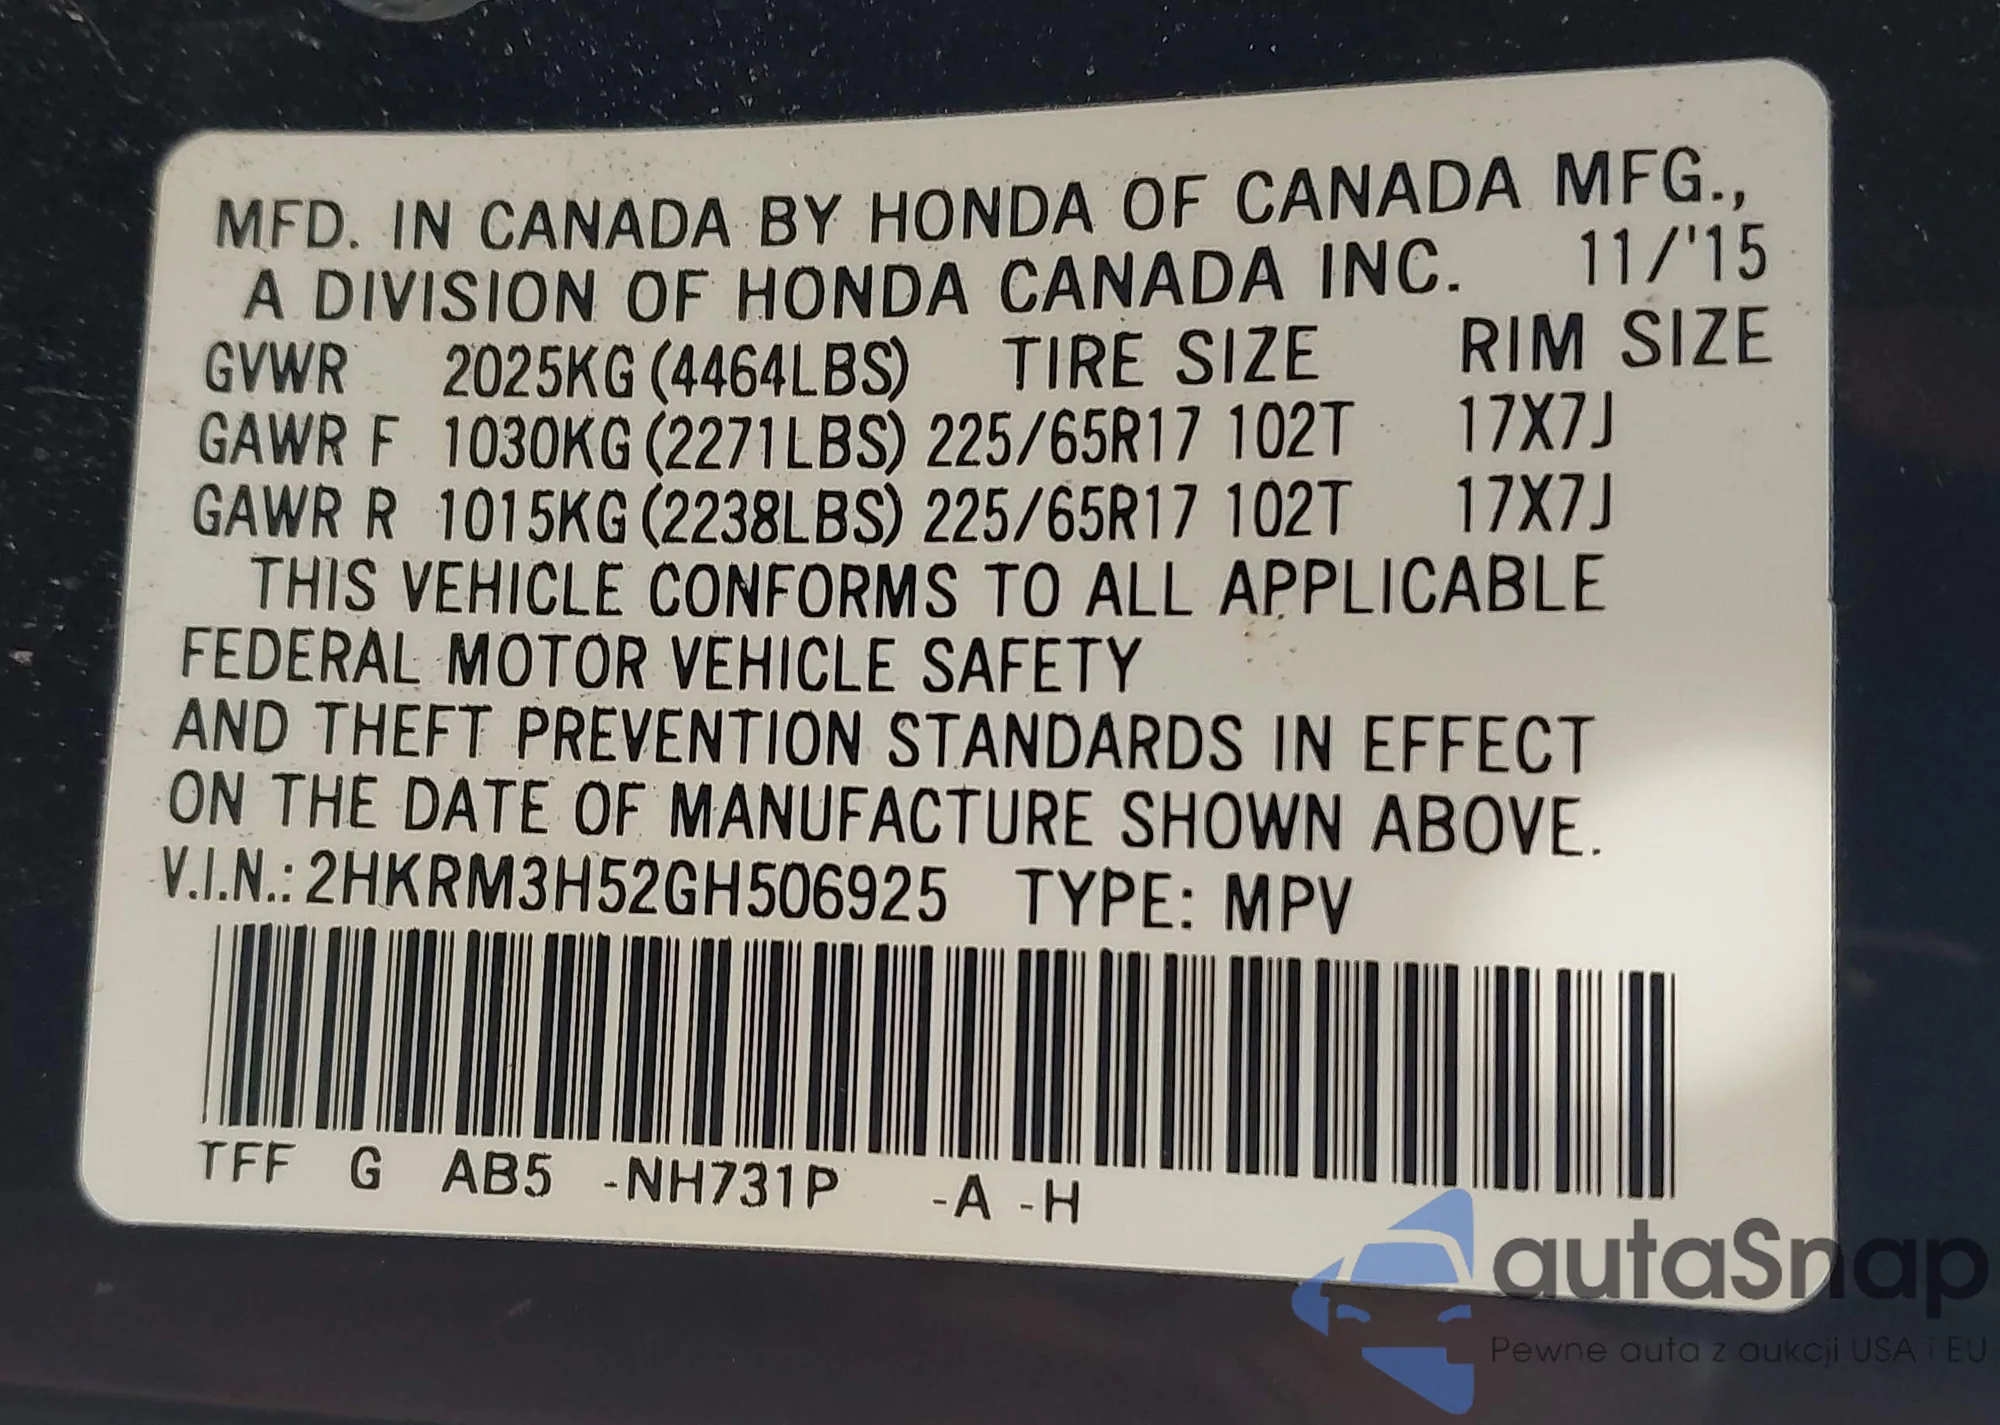 MFD. IN CANADA BY HONDA OF CANADA MFG.,
A DIVISION OF HONDA CANADA INC. 11/'15
GVWR 2025KG (4464LBS) TIRE SIZE RIM SIZE
GAWR F 1030KG (2271LBS) 225/65R17 102T 17X7J
GAWR R 1015KG (2238LBS) 225/65R17 102T 17X7J
THIS VEHICLE CONFORMS TO ALL APPLICABLE
FEDERAL MOTOR VEHICLE SAFETY
AND THEFT PREVENTION STANDARDS IN EFFECT
ON THE DATE OF MANUFACTURE SHOWN ABOVE.
V.I.N.: 2HKRM3H52GH506925 TYPE: MPV
TFF G AB5 -NH731P -A -H
autaSnap
Pewne auta z aukcji USA i EU